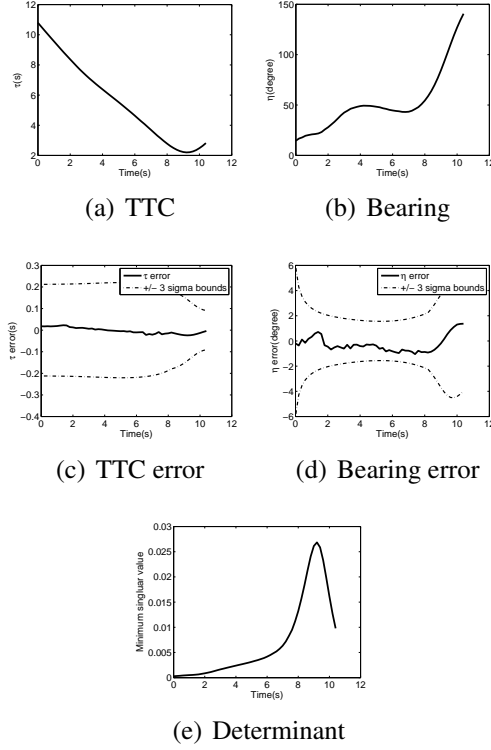 12
10
8
6
4
2
τ(s)
0 2 4 6 8 10 12
Time(s)
(a) TTC
150
100
50
0
η(degree)
0 2 4 6 8 10 12
Time(s)
(b) Bearing
0.3
0.2
0.1
0
−0.1
−0.2
−0.3
−0.4
τ error(s)
τ error
+/− 3 sigma bounds
0 2 4 6 8 10 12
Time(s)
(c) TTC error
6
4
2
0
−2
−4
−6
η error(degree)
η error
+/− 3 sigma bounds
0 2 4 6 8 10 12
Time(s)
(d) Bearing error
0.03
0.025
0.02
0.015
0.01
0.005
0
Minimum singluar value
0 2 4 6 8 10 12
Time(s)
(e) Determinant